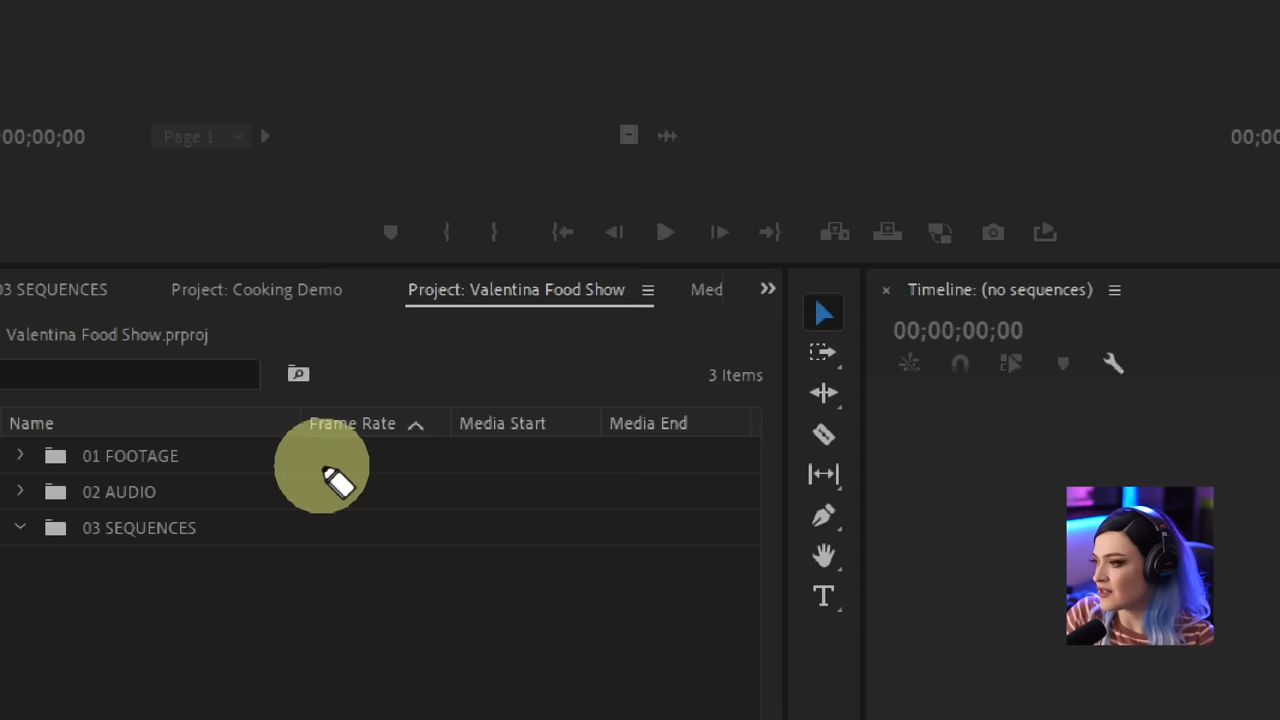 00;00;00
Page 1
00;00
03 SEQUENCES
Project: Cooking Demo
Project: Valentina Food Show
Med
Timeline: (no sequences)
Valentina Food Show.prproj
00;00;00;00
3 Items
Name
Frame Rate
Media Start
Media End
01 FOOTAGE
02 AUDIO
03 SEQUENCES